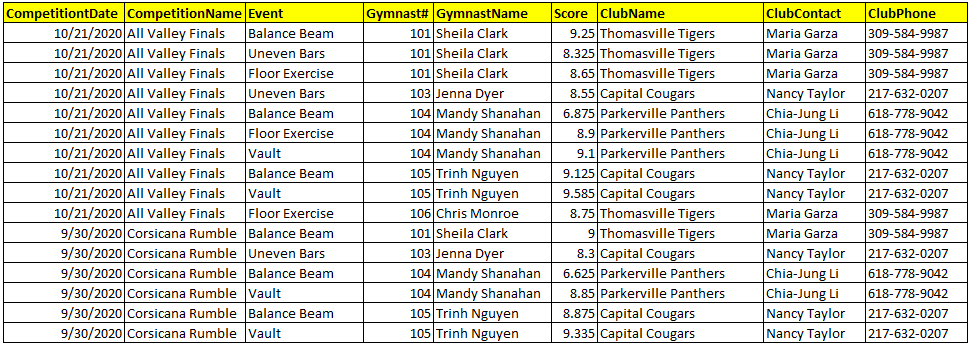 CompetitiontDate CompetitionName Event Gymnast# GymnastName Score ClubName ClubContact ClubPhone
10/21/2020 All Valley Finals Balance Beam 101 Sheila Clark 9.25 Thomasville Tigers Maria Garza 309-584-9987
10/21/2020 All Valley Finals Uneven Bars 101 Sheila Clark 8.325 Thomasville Tigers Maria Garza 309-584-9987
10/21/2020 All Valley Finals Floor Exercise 101 Sheila Clark 8.65 Thomasville Tigers Maria Garza 309-584-9987
10/21/2020 All Valley Finals Uneven Bars 103 Jenna Dyer 8.55 Capital Cougars Nancy Taylor 217-632-0207
10/21/2020 All Valley Finals Balance Beam 104 Mandy Shanahan 6.875 Parkerville Panthers Chia-Jung Li 618-778-9042
10/21/2020 All Valley Finals Floor Exercise 104 Mandy Shanahan 8.9 Parkerville Panthers Chia-Jung Li 618-778-9042
10/21/2020 All Valley Finals Vault 104 Mandy Shanahan 9.1 Parkerville Panthers Chia-Jung Li 618-778-9042
10/21/2020 All Valley Finals Balance Beam 105 Trinh Nguyen 9.125 Capital Cougars Nancy Taylor 217-632-0207
10/21/2020 All Valley Finals Vault 105 Trinh Nguyen 9.585 Capital Cougars Nancy Taylor 217-632-0207
10/21/2020 All Valley Finals Floor Exercise 106 Chris Monroe 8.75 Thomasville Tigers Maria Garza 309-584-9987
9/30/2020 Corsicana Rumble Balance Beam 101 Sheila Clark 9 Thomasville Tigers Maria Garza 309-584-9987
9/30/2020 Corsicana Rumble Uneven Bars 103 Jenna Dyer 8.3 Capital Cougars Nancy Taylor 217-632-0207
9/30/2020 Corsicana Rumble Balance Beam 104 Mandy Shanahan 6.625 Parkerville Panthers Chia-Jung Li 618-778-9042
9/30/2020 Corsicana Rumble Vault 104 Mandy Shanahan 8.85 Parkerville Panthers Chia-Jung Li 618-778-9042
9/30/2020 Corsicana Rumble Balance Beam 105 Trinh Nguyen 8.875 Capital Cougars Nancy Taylor 217-632-0207
9/30/2020 Corsicana Rumble Vault 105 Trinh Nguyen 9.335 Capital Cougars Nancy Taylor 217-632-0207